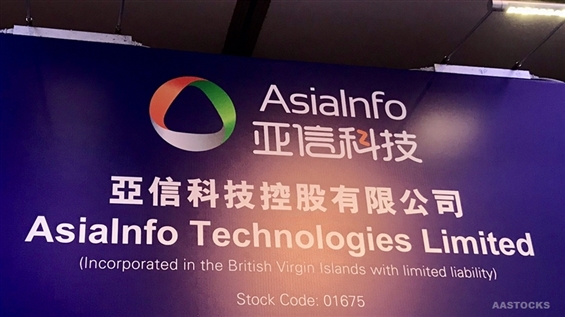 AsiaInfo
亚信科技
亞信科技控股有限公司
AsiaInfo Technologies Limited
(Incorporated in the British Virgin Islands with limited liability)
Stock Code: 01675
AASTOCKS